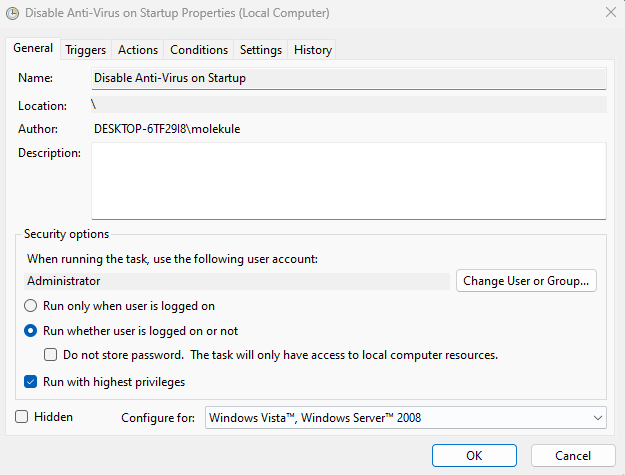 Disable Anti-Virus on Startup Properties (Local Computer)
General Triggers Actions Conditions Settings History
Name: Disable Anti-Virus on Startup
Location: \
Author: DESKTOP-6TF29I8\molekule
Description:
Security options
When running the task, use the following user account:
Administrator Change User or Group...
Run only when user is logged on
Run whether user is logged on or not
Do not store password. The task will only have access to local computer resources.
Run with highest privileges
Hidden Configure for: Windows Vista™, Windows Server™ 2008
OK Cancel